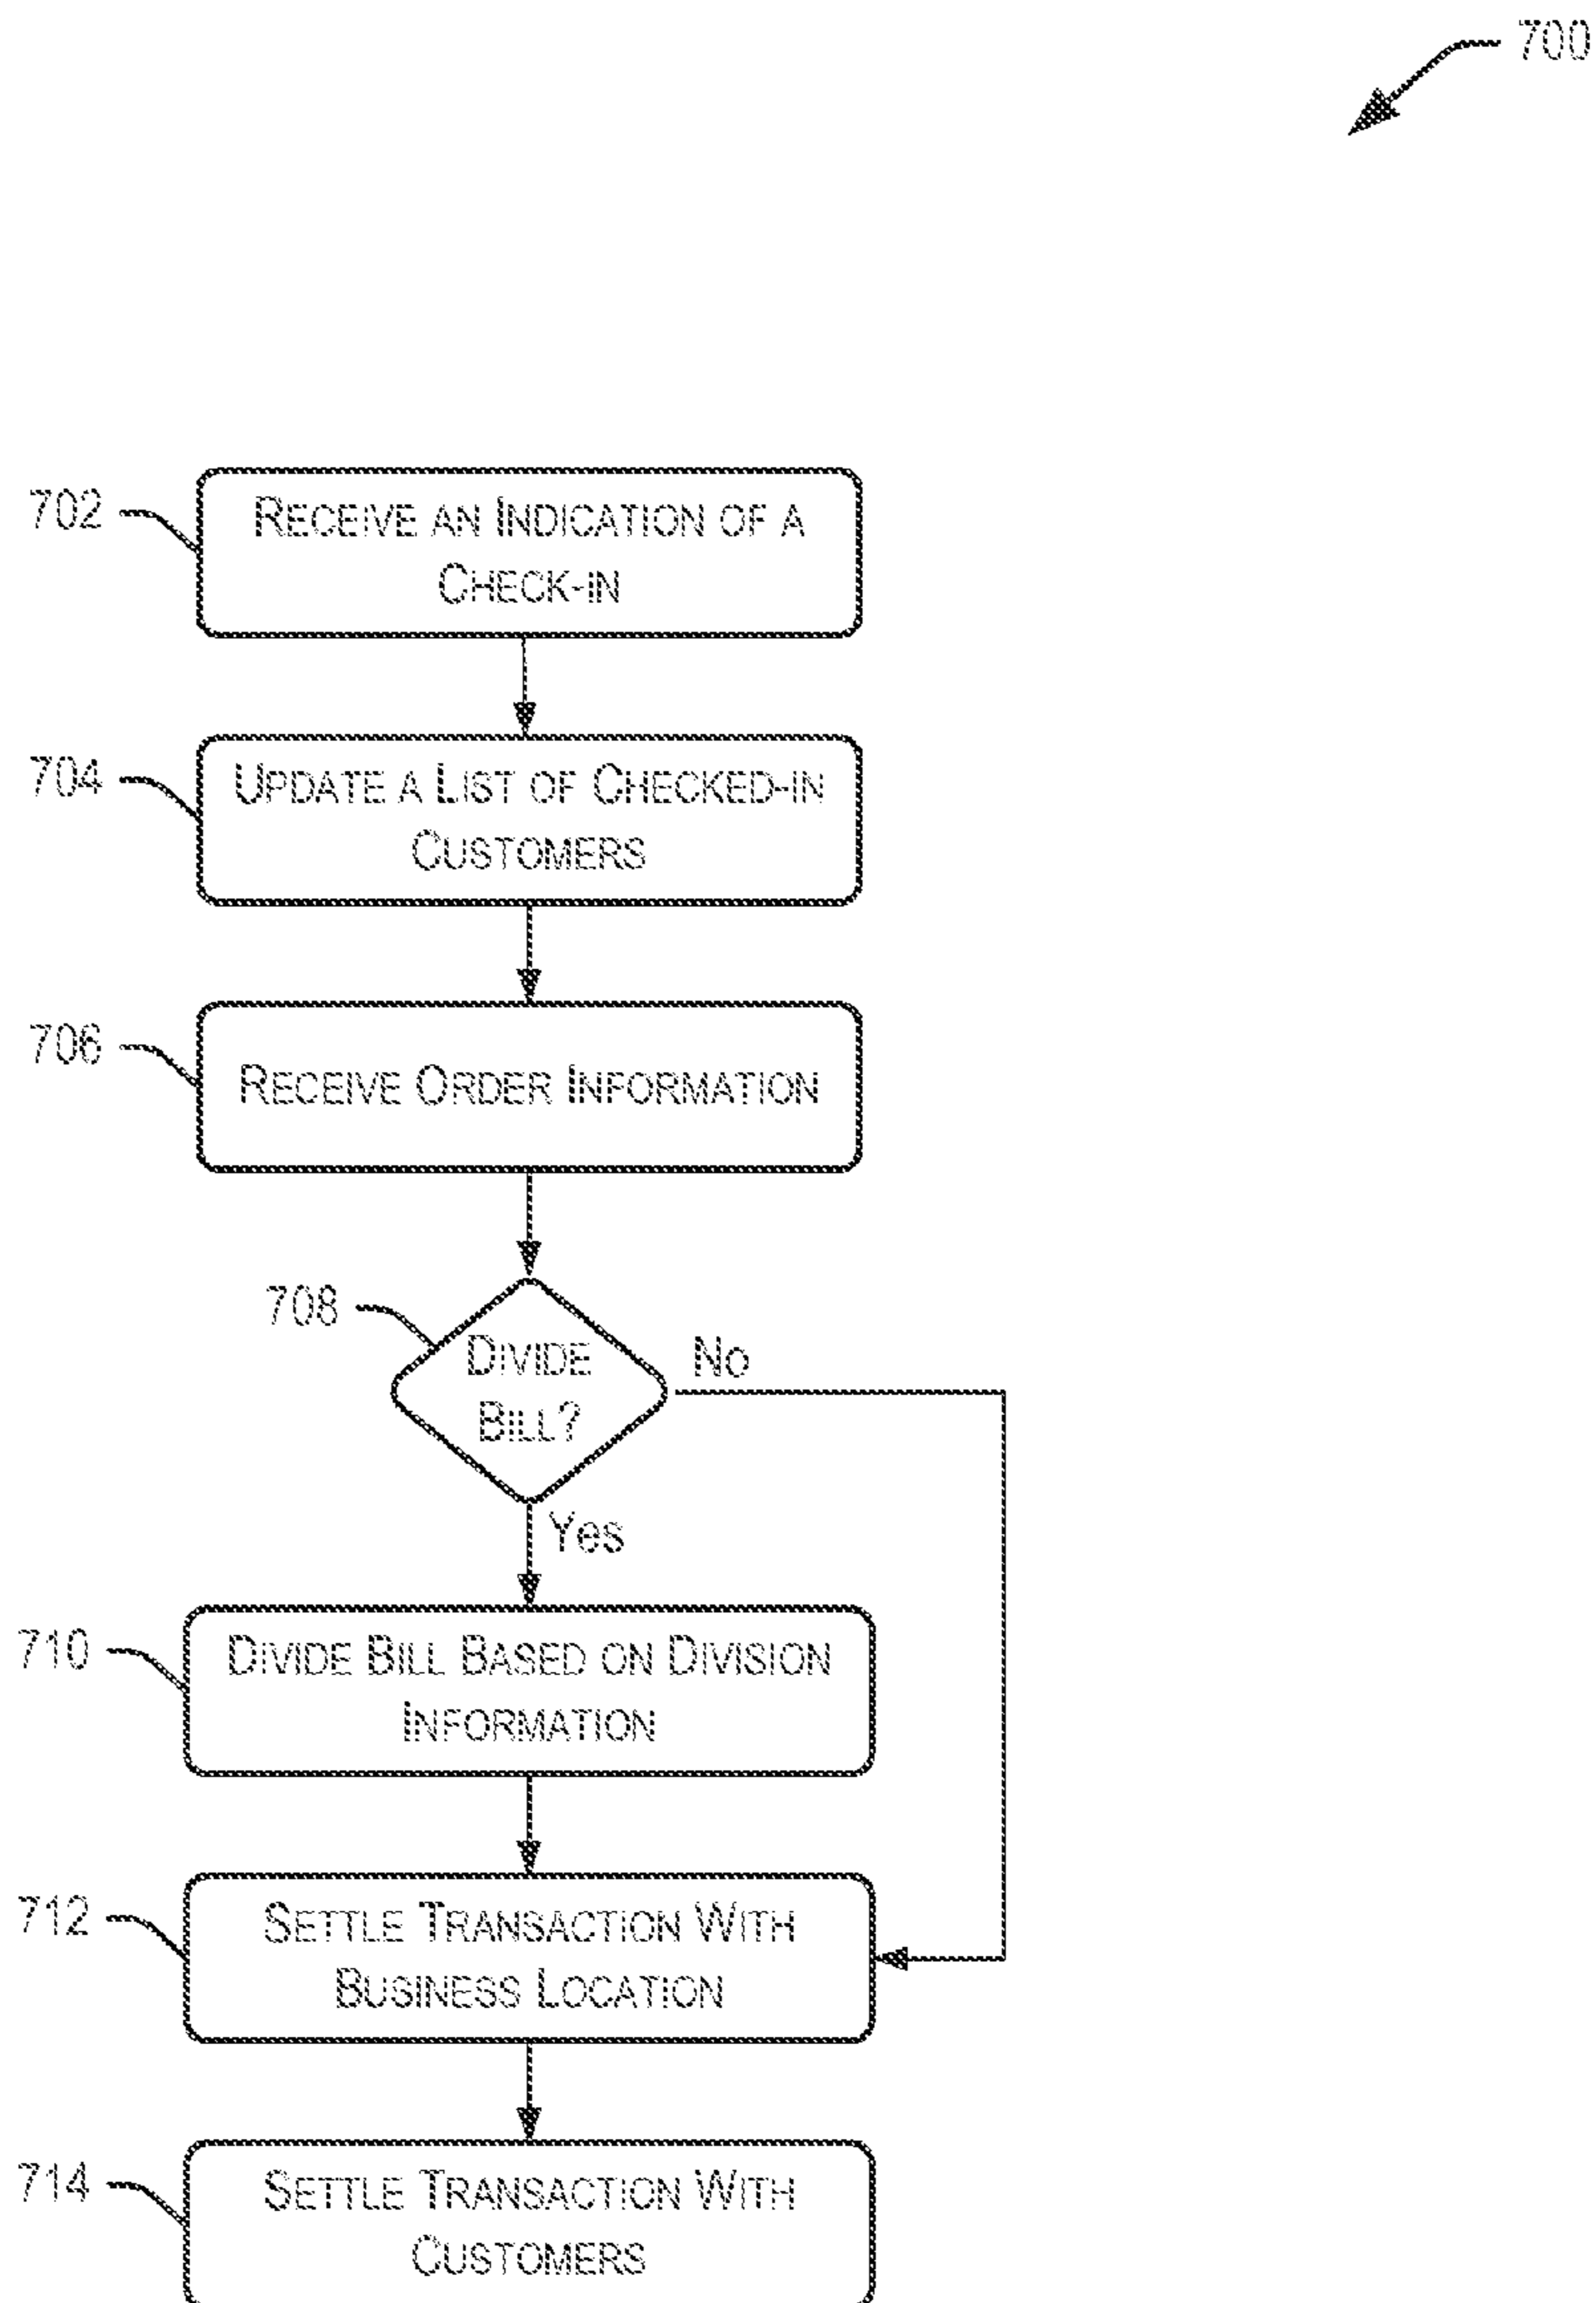 700
702
RECEIVE AN INDICATION OF A
CHECK-IN
704
UPDATE A LIST OF CHECKED-IN
CUSTOMERS
706
RECEIVE ORDER INFORMATION
708
DIVIDE
BILL?
No
Yes
710
DIVIDE BILL BASED ON DIVISION
INFORMATION
712
SETTLE TRANSACTION WITH
BUSINESS LOCATION
714
SETTLE TRANSACTION WITH
CUSTOMERS